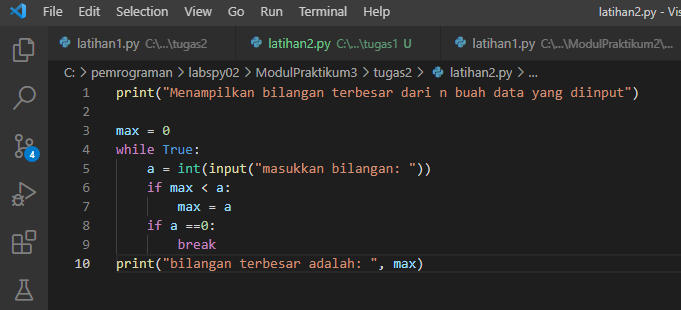 File Edit Selection View Go Run Terminal Help latihan2.py - Vis
latihan1.py C:\...\tugas2 latihan2.py C:\...\tugas1 U latihan1.py C:\...\ModulPraktikum2\...
C: > pemrograman > labspy02 > ModulPraktikum3 > tugas2 > latihan2.py > ...
1 print("Menampilkan bilangan terbesar dari n buah data yang diinput")
2
3 max = 0
4 while True:
5     a = int(input("masukkan bilangan: "))
6     if max < a:
7         max = a
8     if a ==0:
9         break
10 print("bilangan terbesar adalah: ", max)
4